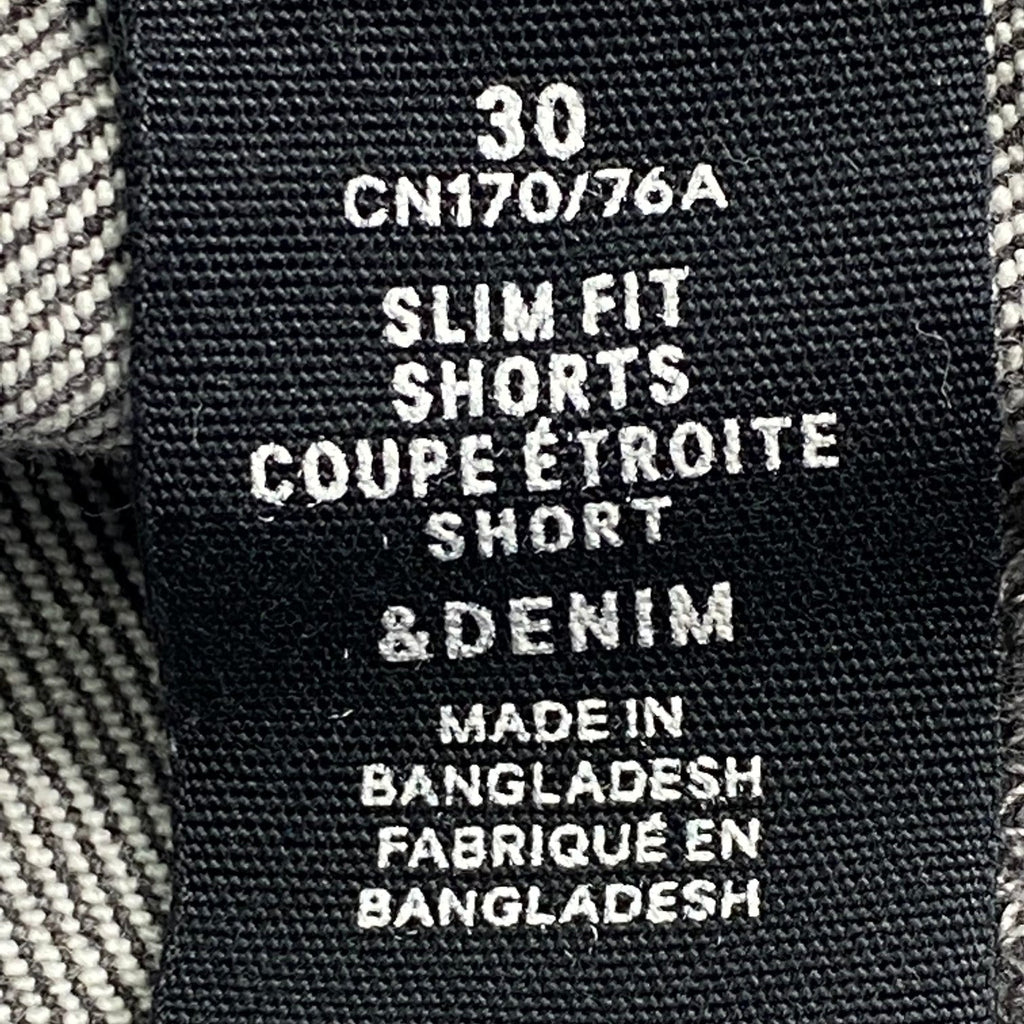 30
CN170/76A
SLIM FIT
SHORTS
COUPE ÉTROITE
SHORT
&DENIM
MADE IN
BANGLADESH
FABRIQUÉ EN
BANGLADESH